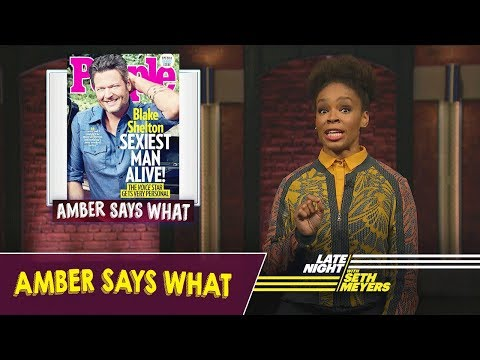 People
Blake
Shelton
SEXIEST
MAN
ALIVE!
THE VOICE STAR
GETS VERY PERSONAL
AMBER SAYS WHAT
AMBER SAYS WHAT
LATE
NIGHT
WITH
SETH
MEYERS